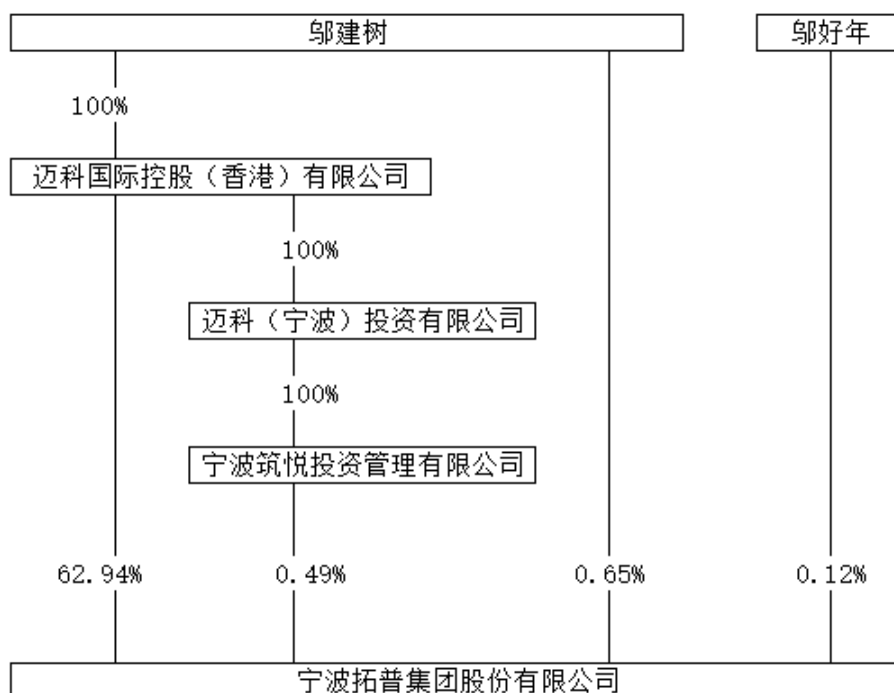 邬建树
邬好年
100%
迈科国际控股（香港）有限公司
100%
迈科（宁波）投资有限公司
100%
宁波筑悦投资管理有限公司
62.94%
0.49%
0.65%
0.12%
宁波拓普集团股份有限公司